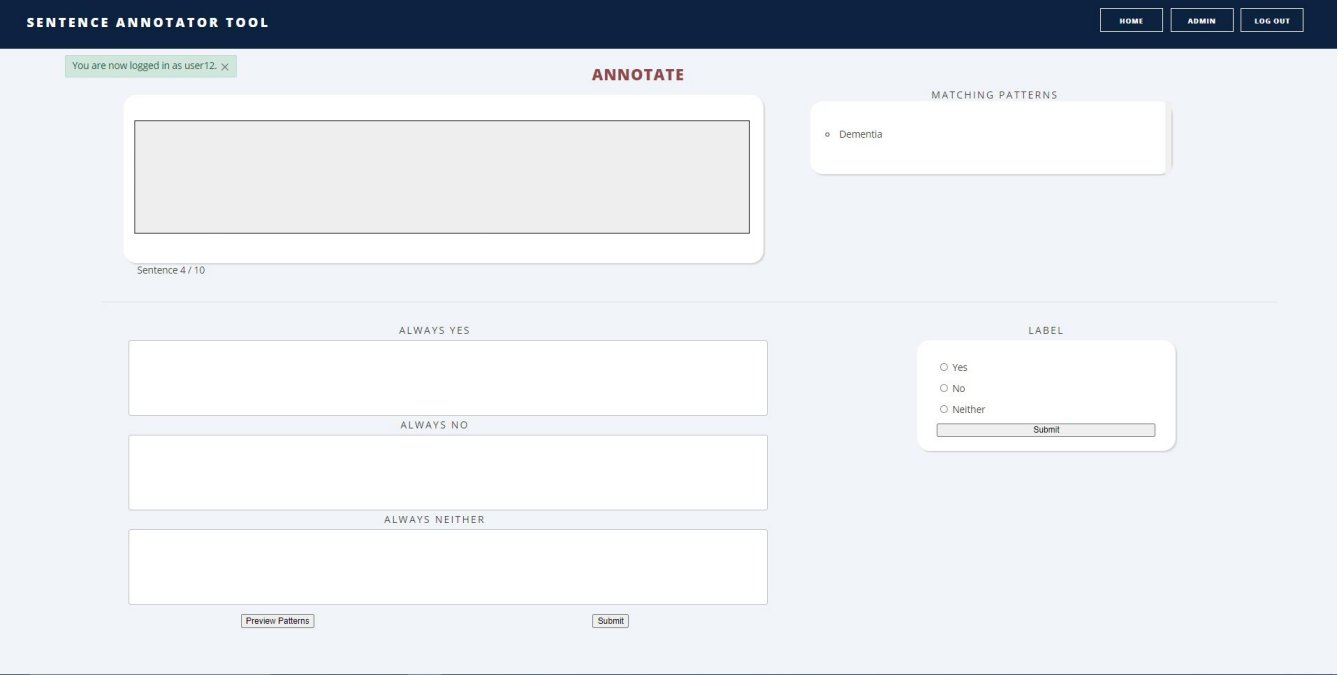 SENTENCE ANNOTATOR TOOL
HOME
ADMIN
LOG OUT
You are now logged in as user12. ×
ANNOTATE
MATCHING PATTERNS
Dementia
Sentence 4 / 10
ALWAYS YES
ALWAYS NO
ALWAYS NEITHER
Preview Patterns
Submit
LABEL
Yes
No
Neither
Submit